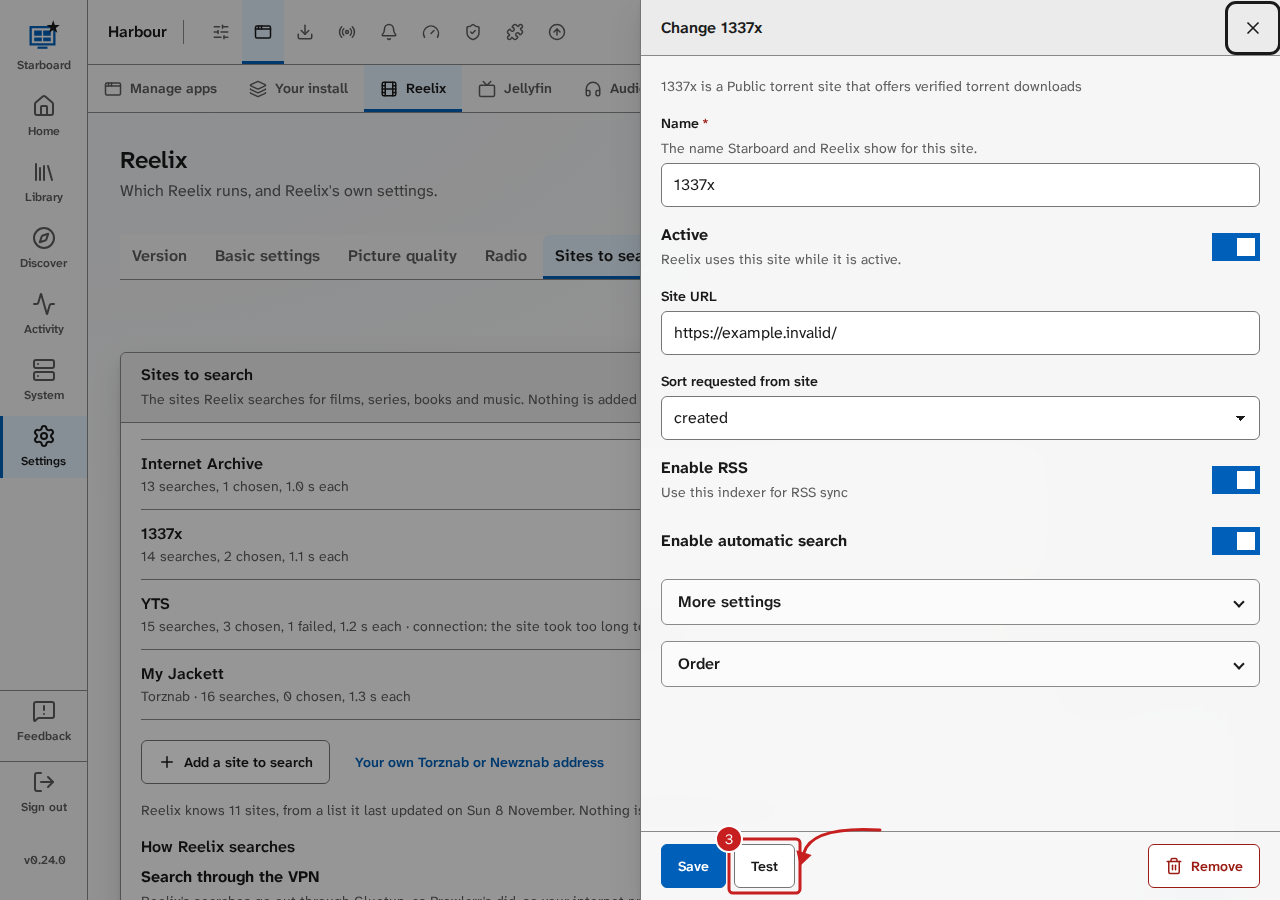 Starboard
Home
Library
Discover
Activity
System
Settings
Feedback
Sign out
v0.24.0
Harbour
Manage apps
Your install
Reelix
Jellyfin
Reelix
Which Reelix runs, and Reelix's own settings.
Version
Basic settings
Picture quality
Radio
Sites to
Sites to search
The sites Reelix searches for films, series, books and music. Nothing is added
Internet Archive
13 searches, 1 chosen, 1.0 s each
1337x
14 searches, 2 chosen, 1.1 s each
YTS
15 searches, 3 chosen, 1 failed, 1.2 s each · connection: the site took too long
My Jackett
Torznab · 16 searches, 0 chosen, 1.3 s each
Add a site to search
Your own Torznab or Newznab address
Reelix knows 11 sites, from a list it last updated on Sun 8 November. Nothing is
How Reelix searches
Search through the VPN
Change 1337x
1337x is a Public torrent site that offers verified torrent downloads
Name *
The name Starboard and Reelix show for this site.
1337x
Active
Reelix uses this site while it is active.
Site URL
https://example.invalid/
Sort requested from site
created
Enable RSS
Use this indexer for RSS sync
Enable automatic search
More settings
Order
3
Save
Test
Remove